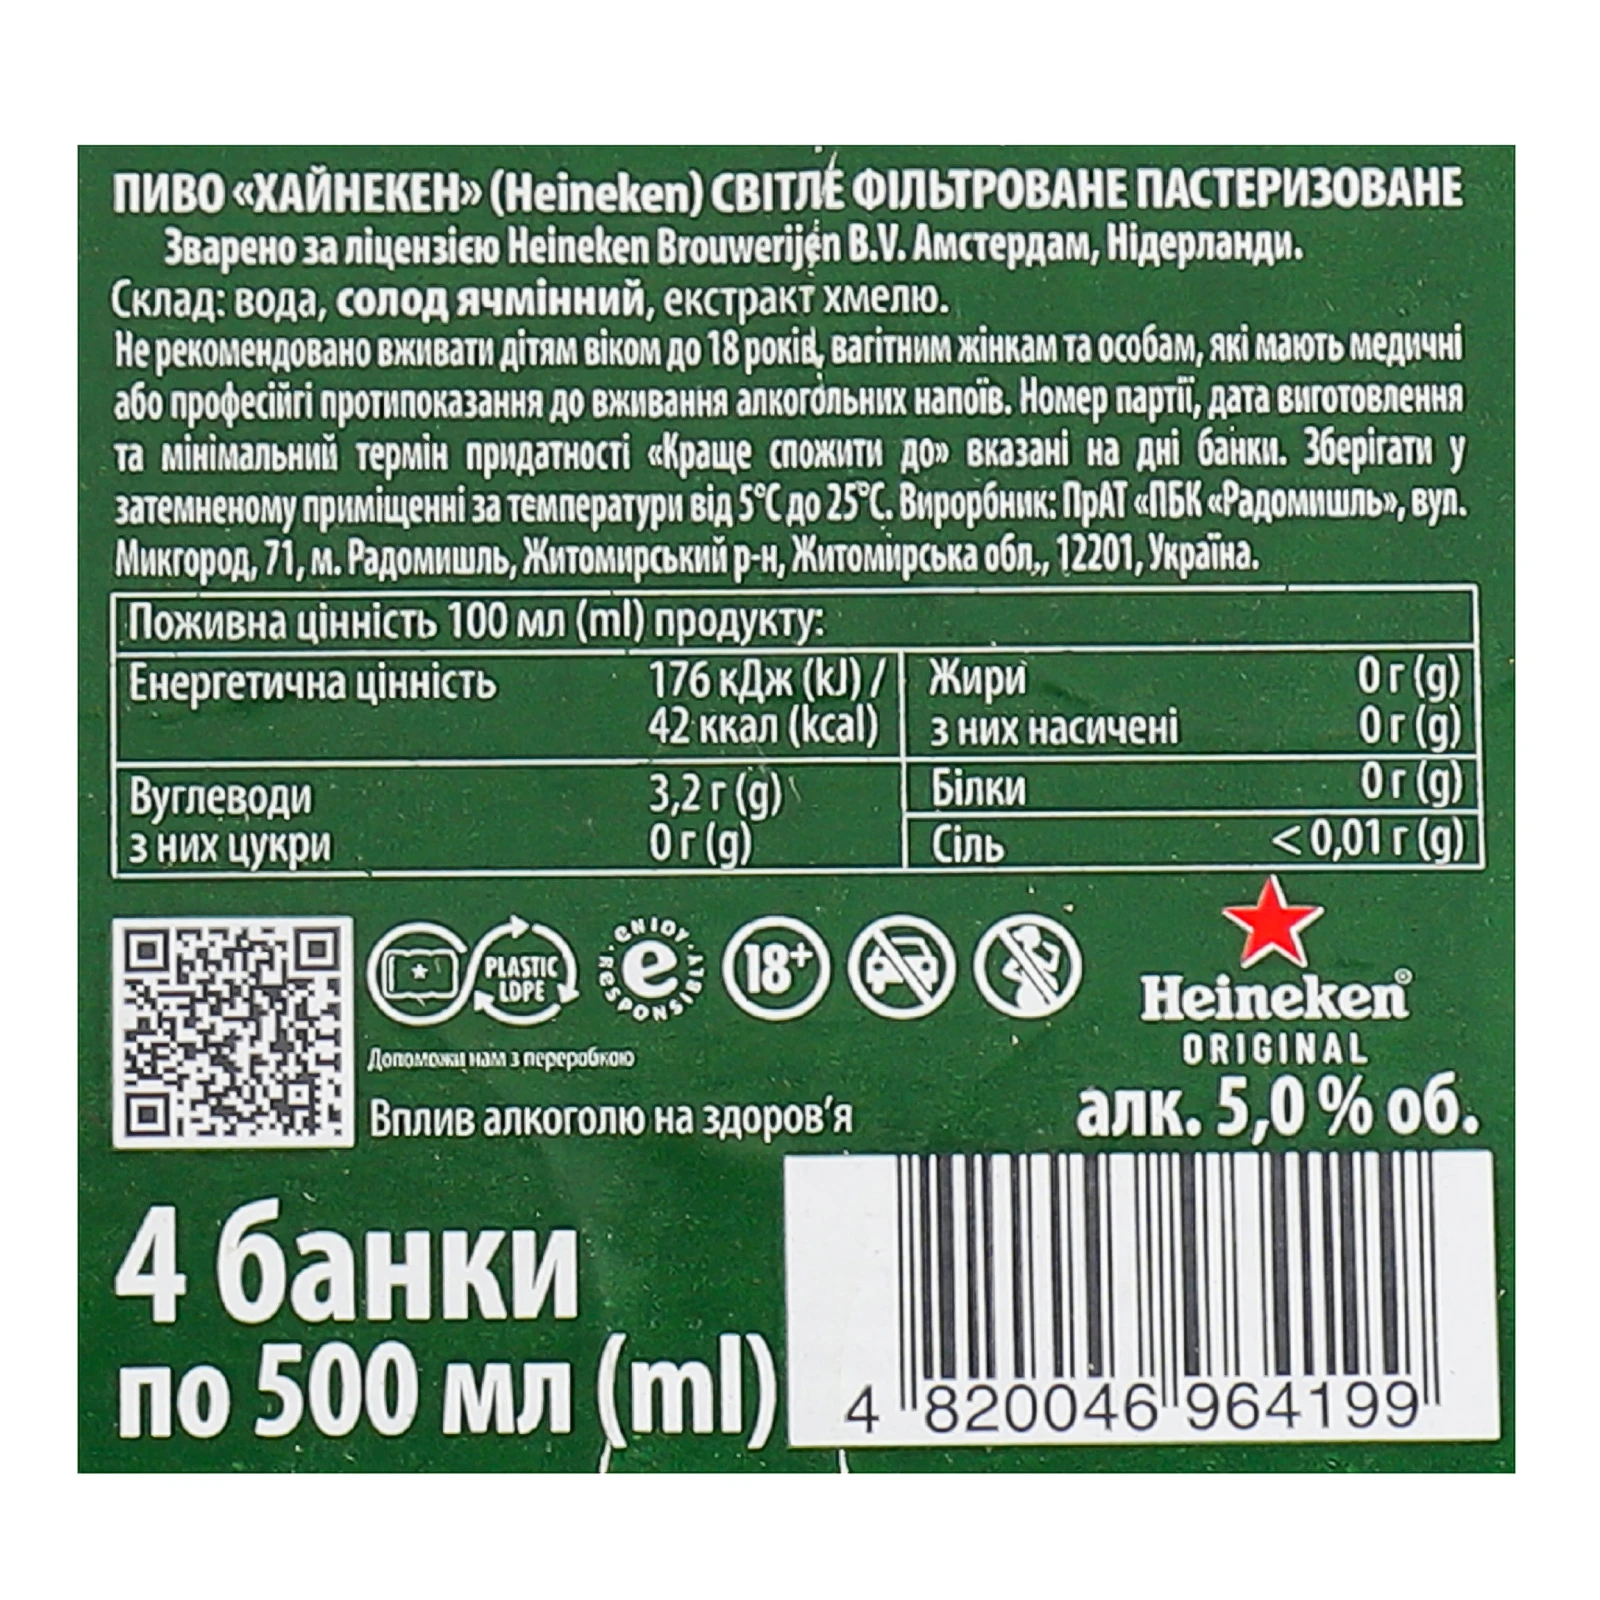 ПИВО «ХАЙНЕКЕН» (Heineken) СВІТЛЕ ФІЛЬТРОВАНЕ ПАСТЕРИЗОВАНЕ
Зварено за ліцензією Heineken Brouwerijen B.V. Амстердам, Нідерланди.
Склад: вода, солод ячмінний, екстракт хмелю.
Не рекомендовано вживати дітям віком до 18 років, вагітним жінкам та особам, які мають медичні
або професійгі протипоказання до вживання алкогольних напоїв. Номер партії, дата виготовлення
та мінімальний термін придатності «Краще спожити до» вказані на дні банки. Зберігати у
затемненому приміщенні за температури від 5°С до 25°С. Вирорбник: ПрАТ «ПБК «Радомишль», вул.
Микгород, 71, м. Радомишль, Житомирський р-н, Житомирська обл,, 12201, Україна.
Поживна цінність 100 мл (ml) продукту:
Енергетична цінність 176 кДж (kJ) / 
42 ккал (kcal)
Жири 0 г (g)
з них насичені 0 г (g)
Вуглеводи 3,2 г (g)
з них цукри 0 г (g)
Білки 0 г (g)
Сіль < 0,01 г (g)
PLASTIC
LDPE
ENJOY RESPONSIBLY
e
18+
Допоможи нам з переробкою
Вплив алкоголю на здоров'я
Heineken®
ORIGINAL
алк. 5,0 % об.
4 банки
по 500 мл (ml)
4 820046 964199